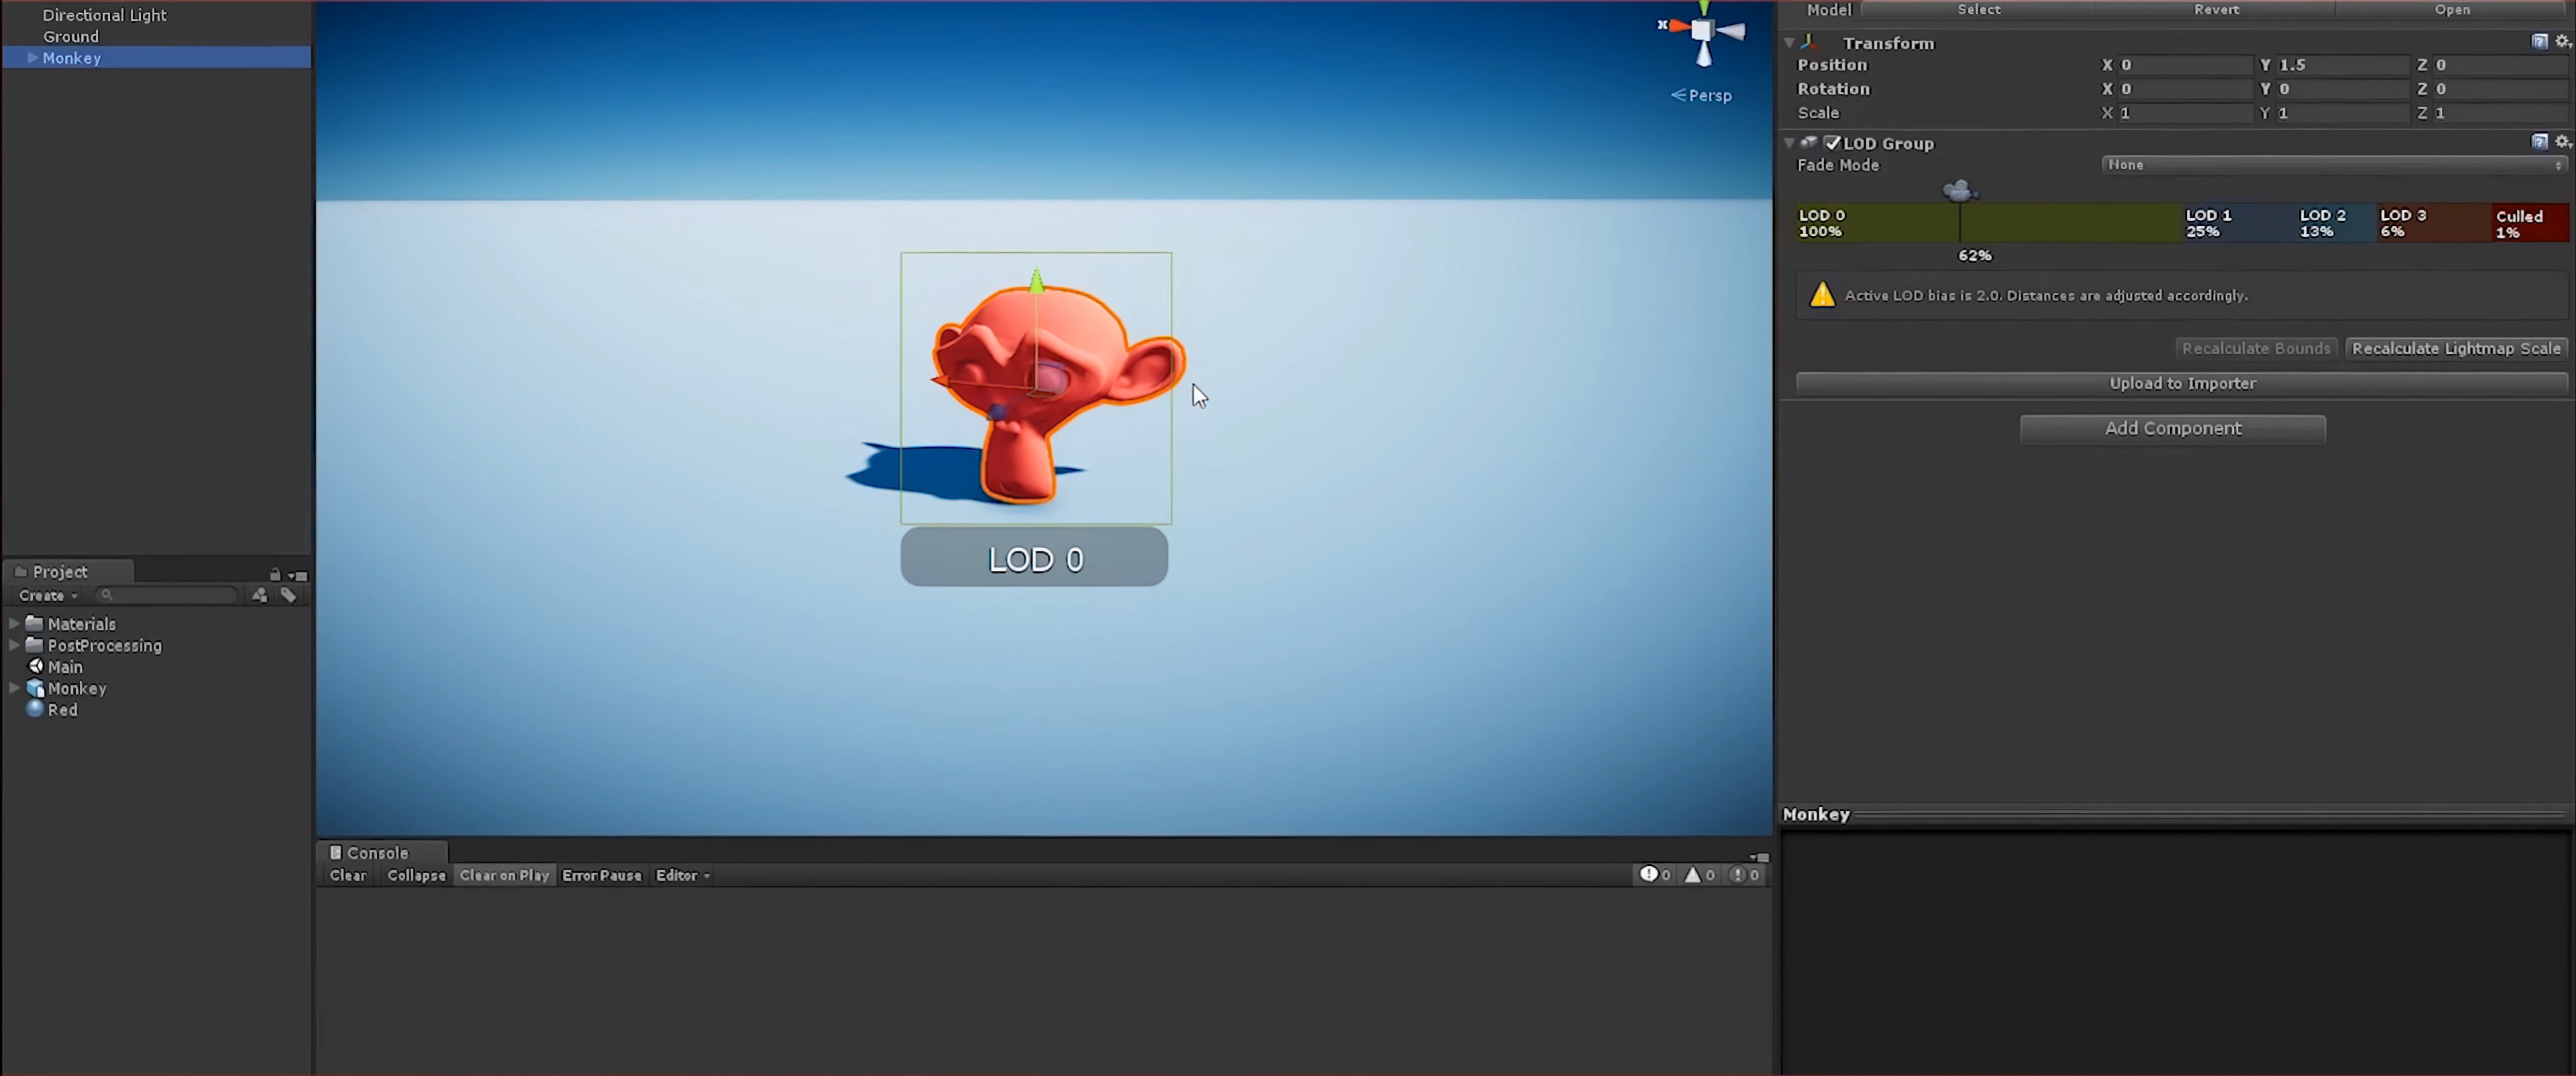 Directional Light
Ground
Monkey
Project
Create
Materials
PostProcessing
Main
Monkey
Red
X
Persp
LOD 0
Console
Clear Collapse Clear on Play Error Pause Editor
0 0 0
Model Select Revert Open
Transform
Position X 0 Y 1.5 Z 0
Rotation X 0 Y 0 Z 0
Scale X 1 Y 1 Z 1
LOD Group
Fade Mode None
LOD 0 LOD 1 LOD 2 LOD 3 Culled
100% 25% 13% 6% 1%
62%
Active LOD bias is 2.0. Distances are adjusted accordingly.
Recalculate Bounds Recalculate Lightmap Scale
Upload to Importer
Add Component
Monkey